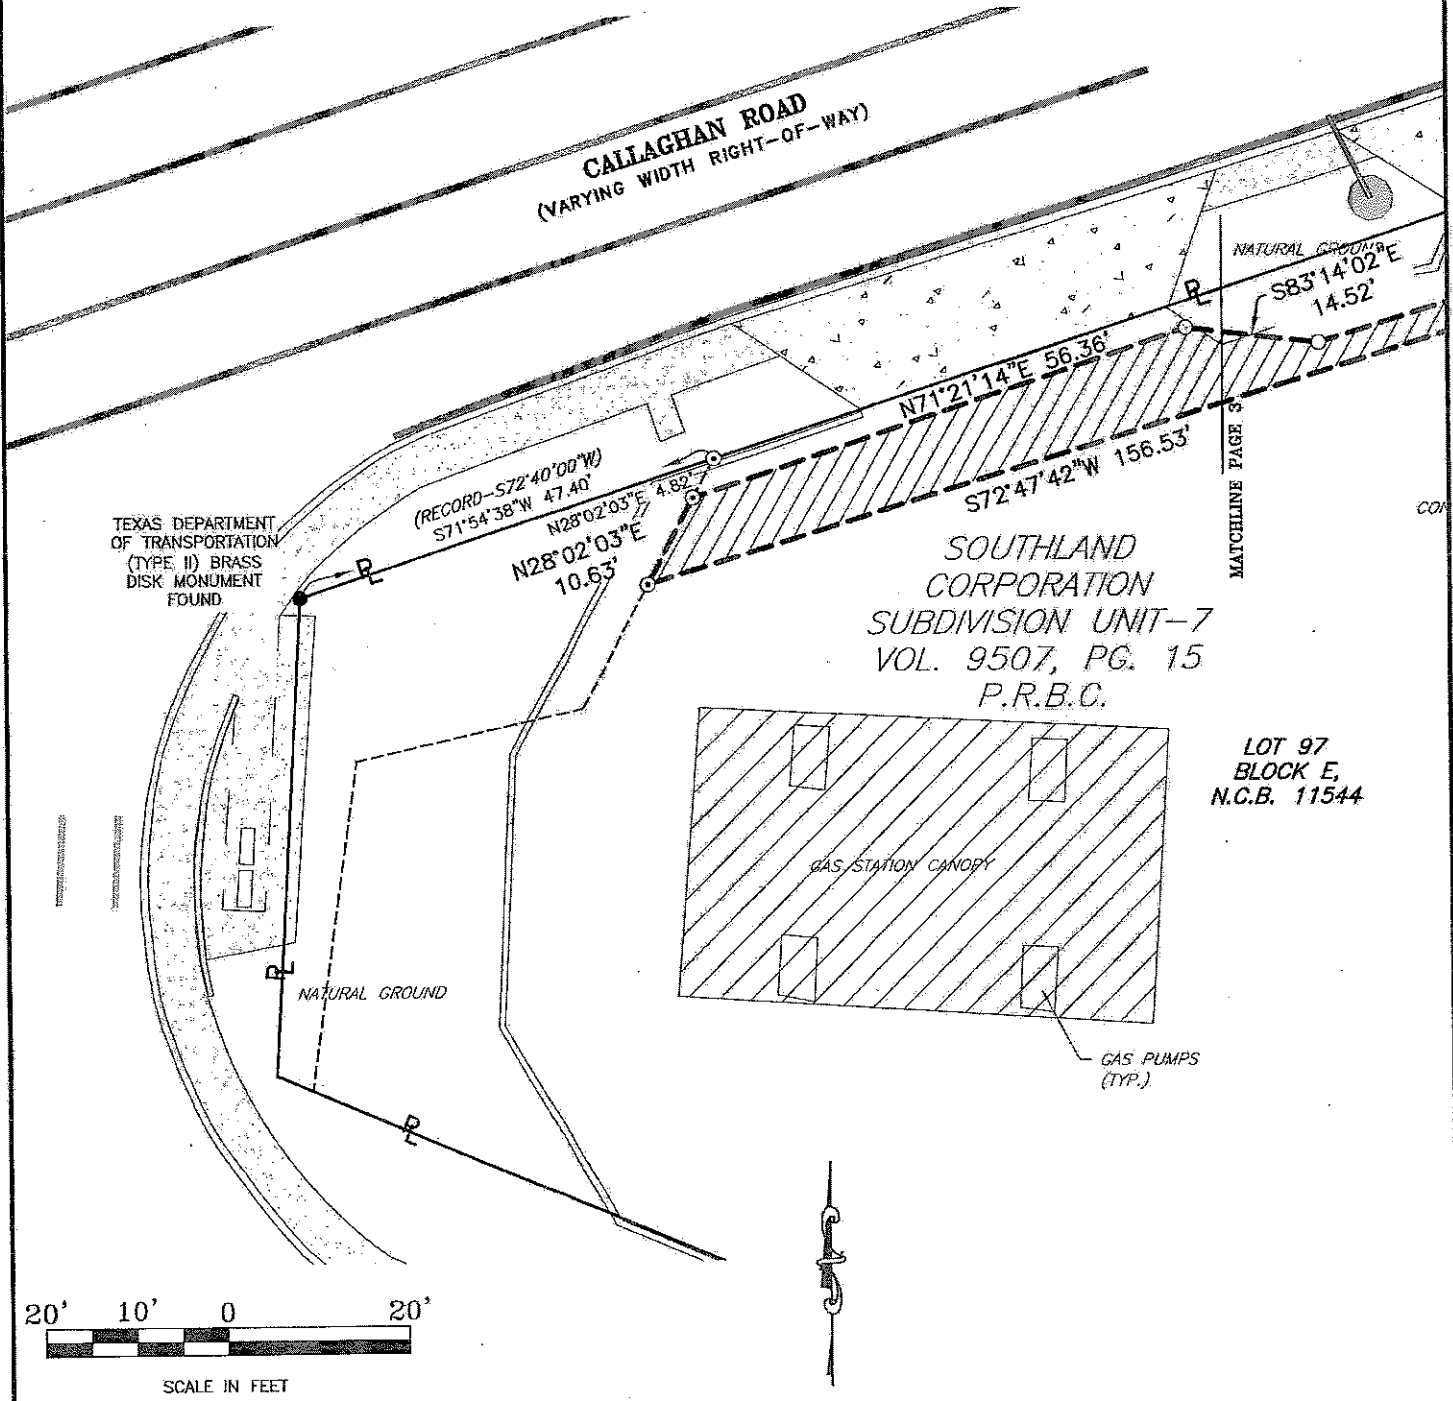 CALLAGHAN ROAD
(VARYING WIDTH RIGHT-OF-WAY)
NATURAL GROUND
S83°14'02"E
14.52'
PL
N71°21'14"E 56.36'
S72°47'42"W 156.53'
MATCHLINE PAGE 3
(RECORD-S72°40'00"W)
S71°54'38"W 47.40'
N28°02'03"E 4.82'
N28°02'03"E
10.63'
PL
TEXAS DEPARTMENT
OF TRANSPORTATION
(TYPE II) BRASS
DISK MONUMENT
FOUND
SOUTHLAND
CORPORATION
SUBDIVISION UNIT-7
VOL. 9507, PG. 15
P.R.B.C.
LOT 97
BLOCK E,
N.C.B. 11544
GAS STATION CANOPY
PL
NATURAL GROUND
GAS PUMPS
(TYP.)
PL
20' 10' 0 20'
SCALE IN FEET